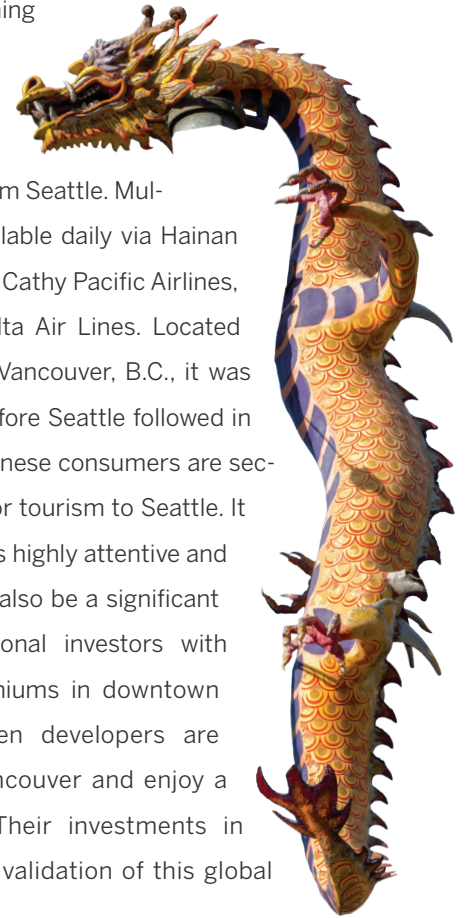 ning
m Seattle. Mul-
lable daily via Hainan
Cathy Pacific Airlines,
lta Air Lines. Located
Vancouver, B.C., it was
fore Seattle followed in
nese consumers are sec-
or tourism to Seattle. It
s highly attentive and
also be a significant
onal investors with
niums in downtown
en developers are
ncouver and enjoy a
Their investments in
validation of this global